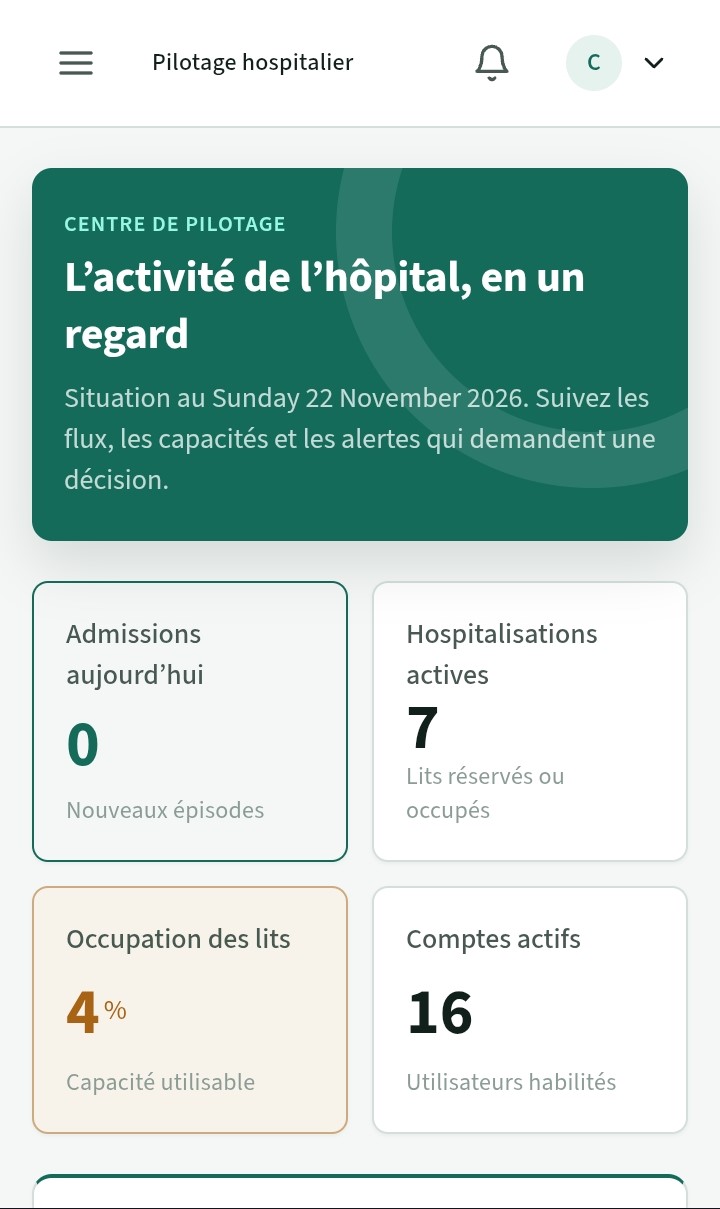 Pilotage hospitalier
C
CENTRE DE PILOTAGE
L’activité de l’hôpital, en un
regard
Situation au Sunday 22 November 2026. Suivez les
flux, les capacités et les alertes qui demandent une
décision.
Admissions
aujourd’hui
0
Nouveaux épisodes
Hospitalisations
actives
7
Lits réservés ou
occupés
Occupation des lits
4 %
Capacité utilisable
Comptes actifs
16
Utilisateurs habilités